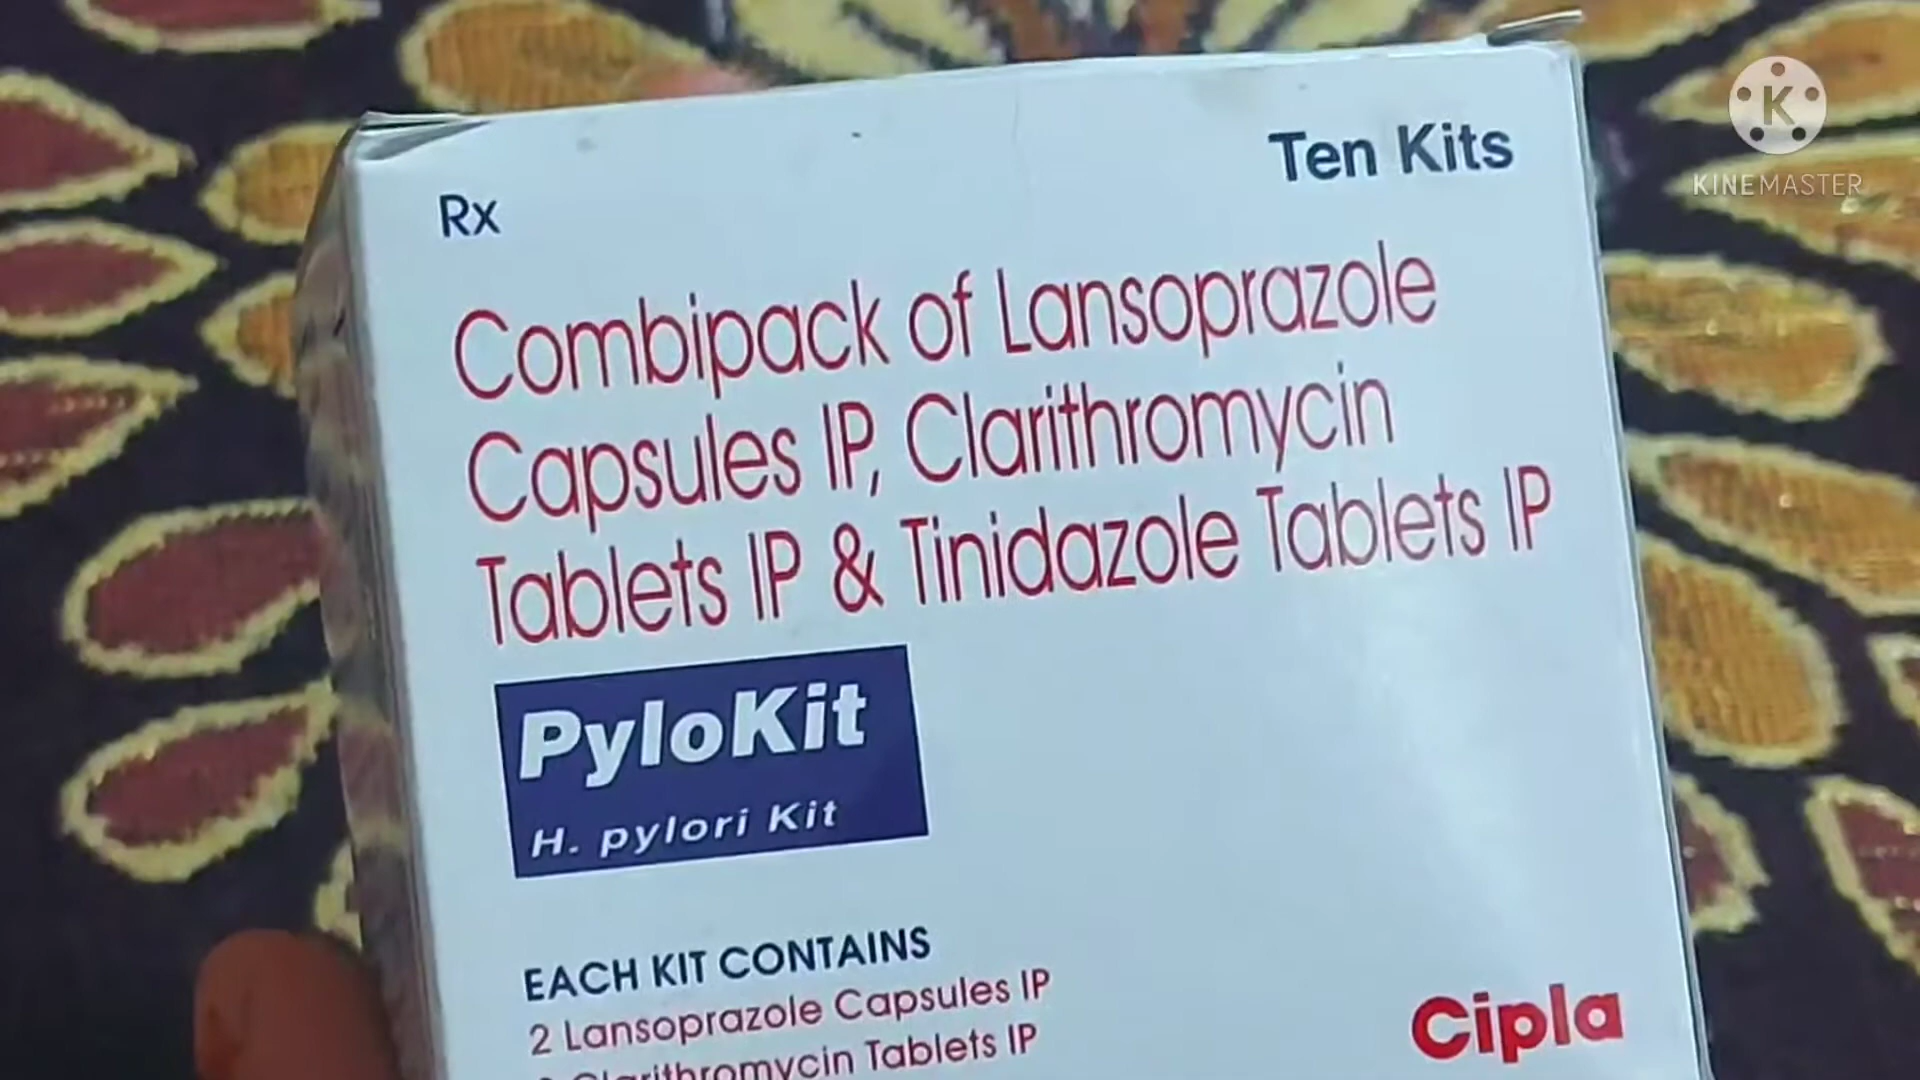 K
KINEMASTER
Ten Kits
Rx
Combipack of Lansoprazole
Capsules IP, Clarithromycin
Tablets IP & Tinidazole Tablets IP
PyloKit
H. pylori Kit
EACH KIT CONTAINS
2 Lansoprazole Capsules IP
Clarithromycin Tablets IP
Cipla